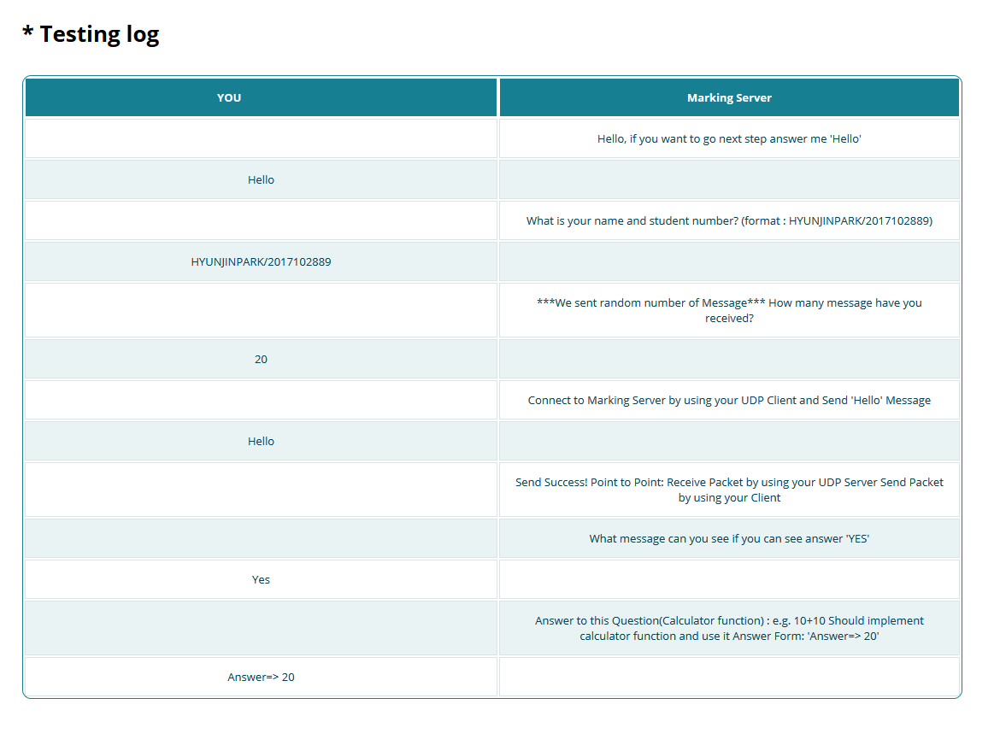 * Testing log
YOU
Marking Server
Hello, if you want to go next step answer me 'Hello'
Hello
What is your name and student number? (format : HYUNJINPARK/2017102889)
HYUNJINPARK/2017102889
***We sent random number of Message*** How many message have you
received?
20
Connect to Marking Server by using your UDP Client and Send 'Hello' Message
Hello
Send Success! Point to Point: Receive Packet by using your UDP Server Send Packet
by using your Client
What message can you see if you can see answer 'YES'
Yes
Answer to this Question(Calculator function) : e.g. 10+10 Should implement
calculator function and use it Answer Form: 'Answer=> 20'
Answer=> 20